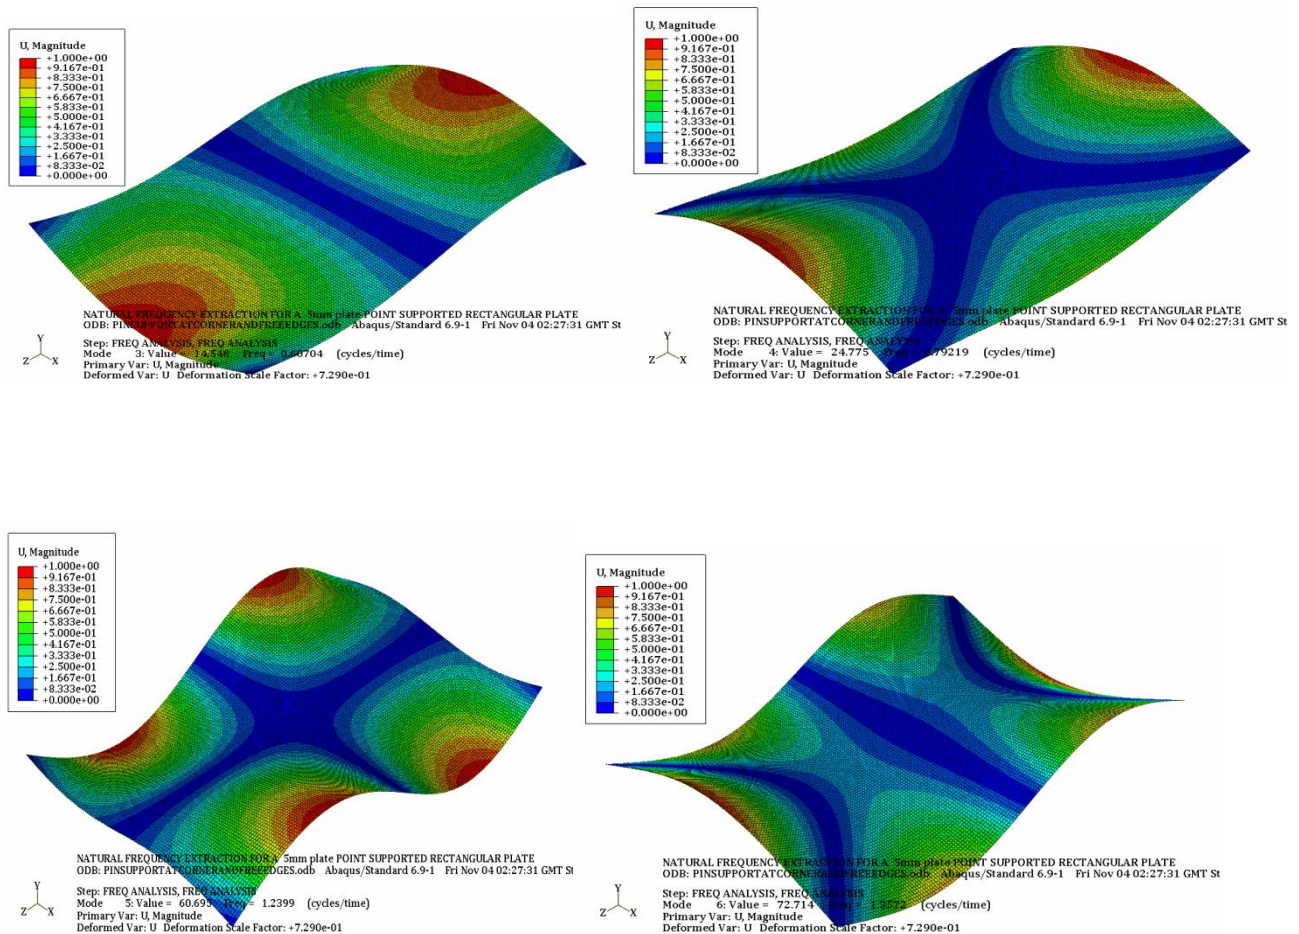 U, Magnitude
+1.000e+00
+9.167e-01
+8.333e-01
+7.500e-01
+6.667e-01
+5.833e-01
+5.000e-01
+4.167e-01
+3.333e-01
+2.500e-01
+1.667e-01
+8.333e-02
+0.000e+00
NATURAL FREQUENCY EXTRACTION FOR A 5mm plate POINT SUPPORTED RECTANGULAR PLATE
ODB: PINSUPPORTATCORNERANDFREEEDGES.odb Abaqus/Standard 6.9-1 Fri Nov 04 02:27:31 GMT St
Y
Z X
Step: FREQ ANALYSIS, FREQ ANALYSIS
Mode 3: Value = 14.548 Freq = 0.60704 (cycles/time)
Primary Var: U, Magnitude
Deformed Var: U Deformation Scale Factor: +7.290e-01
U, Magnitude
+1.000e+00
+9.167e-01
+8.333e-01
+7.500e-01
+6.667e-01
+5.833e-01
+5.000e-01
+4.167e-01
+3.333e-01
+2.500e-01
+1.667e-01
+8.333e-02
+0.000e+00
NATURAL FREQUENCY EXTRACTION FOR A 5mm plate POINT SUPPORTED RECTANGULAR PLATE
ODB: PINSUPPORTATCORNERANDFREEEDGES.odb Abaqus/Standard 6.9-1 Fri Nov 04 02:27:31 GMT St
Y
Z X
Step: FREQ ANALYSIS, FREQ ANALYSIS
Mode 4: Value = 24.775 Freq = 0.79219 (cycles/time)
Primary Var: U, Magnitude
Deformed Var: U Deformation Scale Factor: +7.290e-01
U, Magnitude
+1.000e+00
+9.167e-01
+8.333e-01
+7.500e-01
+6.667e-01
+5.833e-01
+5.000e-01
+4.167e-01
+3.333e-01
+2.500e-01
+1.667e-01
+8.333e-02
+0.000e+00
NATURAL FREQUENCY EXTRACTION FOR A 5mm plate POINT SUPPORTED RECTANGULAR PLATE
ODB: PINSUPPORTATCORNERANDFREEEDGES.odb Abaqus/Standard 6.9-1 Fri Nov 04 02:27:31 GMT St
Y
Z X
Step: FREQ ANALYSIS, FREQ ANALYSIS
Mode 5: Value = 60.695 Freq = 1.2399 (cycles/time)
Primary Var: U, Magnitude
Deformed Var: U Deformation Scale Factor: +7.290e-01
U, Magnitude
+1.000e+00
+9.167e-01
+8.333e-01
+7.500e-01
+6.667e-01
+5.833e-01
+5.000e-01
+4.167e-01
+3.333e-01
+2.500e-01
+1.667e-01
+8.333e-02
+0.000e+00
NATURAL FREQUENCY EXTRACTION FOR A 5mm plate POINT SUPPORTED RECTANGULAR PLATE
ODB: PINSUPPORTATCORNERANDFREEEDGES.odb Abaqus/Standard 6.9-1 Fri Nov 04 02:27:31 GMT St
Y
Z X
Step: FREQ ANALYSIS, FREQ ANALYSIS
Mode 6: Value = 72.714 Freq = 1.3572 (cycles/time)
Primary Var: U, Magnitude
Deformed Var: U Deformation Scale Factor: +7.290e-01